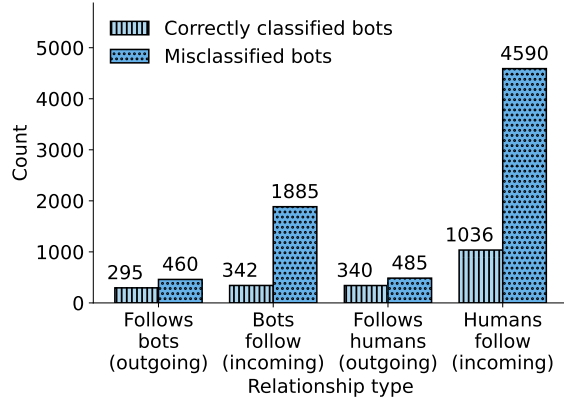 Correctly classified bots
Misclassified bots
Count
5000
4000
3000
2000
1000
0
295
460
342
1885
340
485
1036
4590
Follows
bots
(outgoing)
Bots
follow
(incoming)
Follows
humans
(outgoing)
Humans
follow
(incoming)
Relationship type